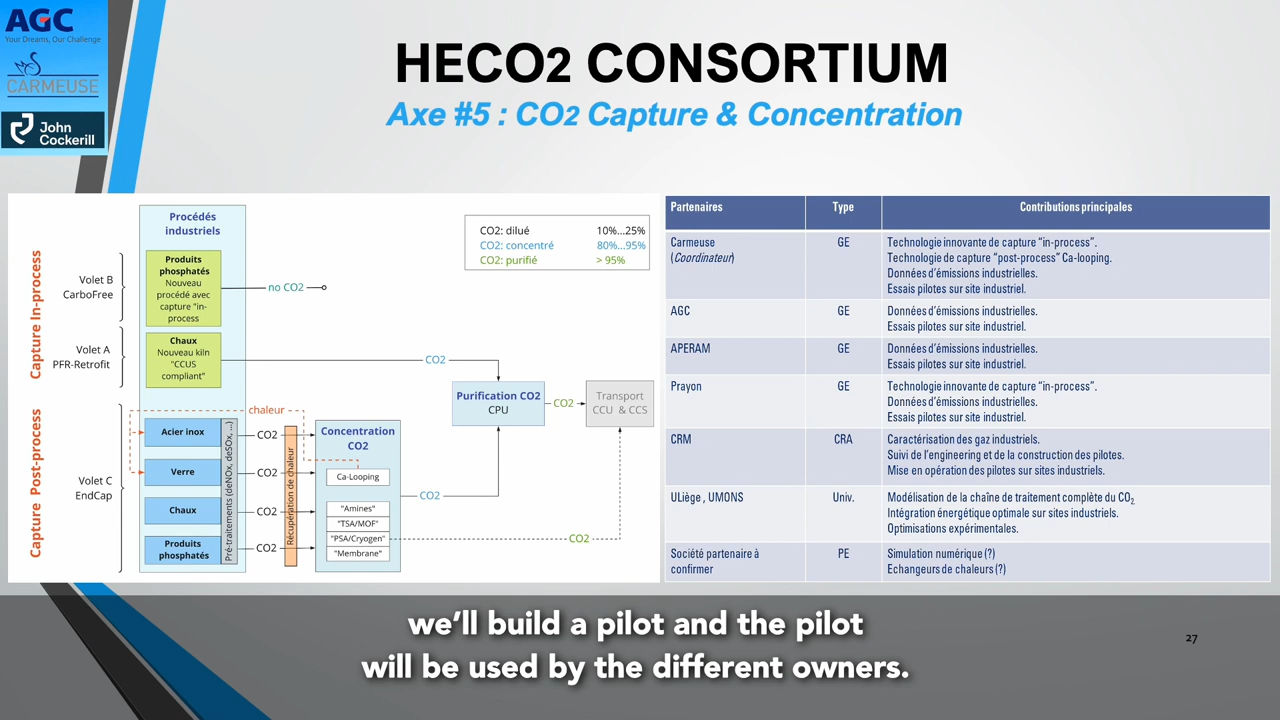 AGC
Your Dreams, Our Challenge
CARMEUSE
John
Cockerill
HECO2 CONSORTIUM
Axe #5 : CO2 Capture & Concentration
Capture In-process
Capture Post-process
Volet B
CarboFree
Volet A
PFR-Retrofit
Volet C
EndCap
Procédés
industriels
Produits
phosphatés
Nouveau
procédé avec
capture "in-
process
Chaux
Nouveau kiln
"CCUS
compliant"
no CO2
CO2
CO2: dilué 10%...25%
CO2: concentré 80%...95%
CO2: purifié > 95%
chaleur
Acier inox
Verre
Chaux
Produits
phosphatés
Pré-traitements (deNOx, deSOx, ...)
CO2
CO2
CO2
CO2
Récupération de chaleur
Concentration
CO2
Ca-Looping
"Amines"
"TSA/MOF"
"PSA/Cryogen"
"Membrane"
CO2
CO2
Purification CO2
CPU
CO2
Transport
CCU & CCS
Partenaires Type Contributions principales
Carmeuse GE Technologie innovante de capture “in-process”.
(Coordinateur) Technologie de capture “post-process” Ca-looping.
Données d’émissions industrielles.
Essais pilotes sur site industriel.
AGC GE Données d’émissions industrielles.
Essais pilotes sur site industriel.
APERAM GE Données d’émissions industrielles.
Essais pilotes sur site industriel.
Prayon GE Technologie innovante de capture “in-process”.
Données d’émissions industrielles.
Essais pilotes sur site industriel.
CRM CRA Caractérisation des gaz industriels.
Suivi de l’engineering et de la construction des pilotes.
Mise en opération des pilotes sur sites industriels.
ULiège , UMONS Univ. Modélisation de la chaîne de traitement complète du CO₂
Intégration énergétique optimale sur sites industriels.
Optimisations expérimentales.
Société partenaire à PE Simulation numérique (?)
confirmer Echangeurs de chaleurs (?)
we’ll build a pilot and the pilot
will be used by the different owners.
27